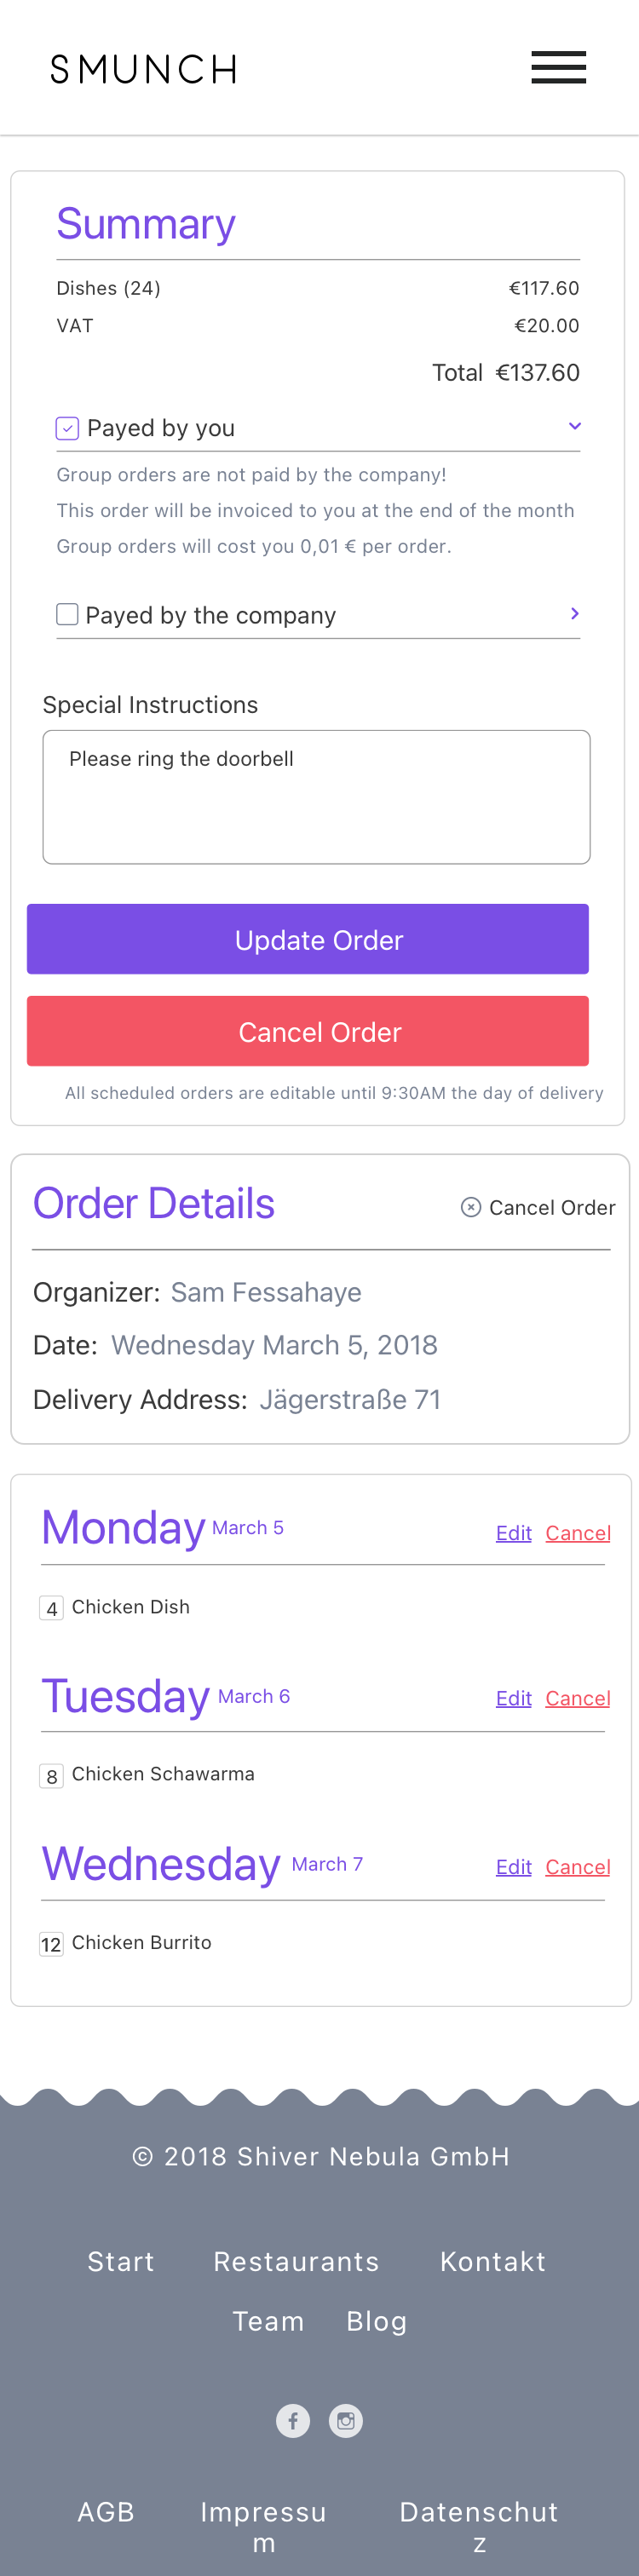 SMUNCH
Summary
Dishes (24) €117.60
VAT €20.00
Total €137.60
Payed by you
Group orders are not paid by the company!
This order will be invoiced to you at the end of the month
Group orders will cost you 0,01 € per order.
Payed by the company
Special Instructions
Please ring the doorbell
Update Order
Cancel Order
All scheduled orders are editable until 9:30AM the day of delivery
Order Details Cancel Order
Organizer: Sam Fessahaye
Date: Wednesday March 5, 2018
Delivery Address: Jägerstraße 71
Monday March 5 Edit Cancel
4 Chicken Dish
Tuesday March 6 Edit Cancel
8 Chicken Schawarma
Wednesday March 7 Edit Cancel
12 Chicken Burrito
© 2018 Shiver Nebula GmbH
Start Restaurants Kontakt
Team Blog
AGB Impressu Datenschut
m z